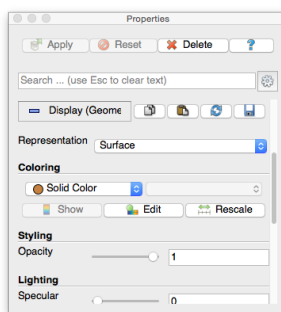 Properties
Apply Reset Delete ?
Search ... (use Esc to clear text)
Display (Geome
Representation Surface
Coloring
Solid Color
Show Edit Rescale
Styling
Opacity 1
Lighting
Specular 0